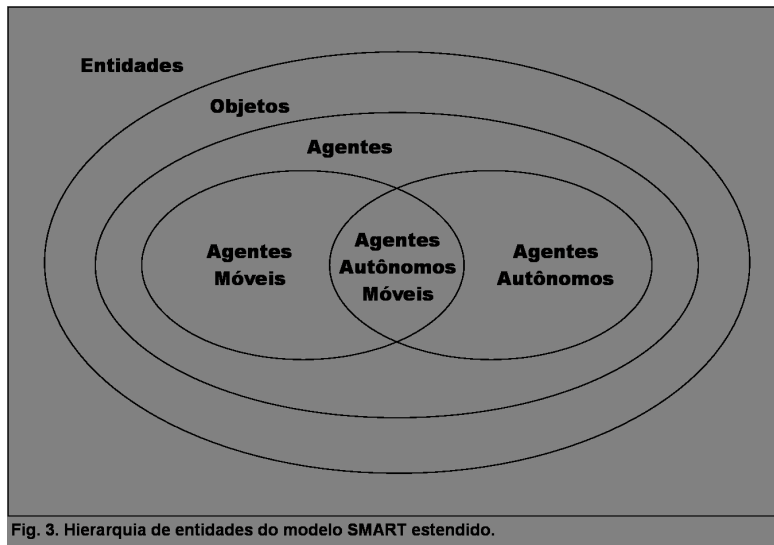 Entidades
Objetos
Agentes
Agentes
Móveis
Agentes
Autônomos
Móveis
Agentes
Autônomos
Fig. 3. Hierarquia de entidades do modelo SMART estendido.